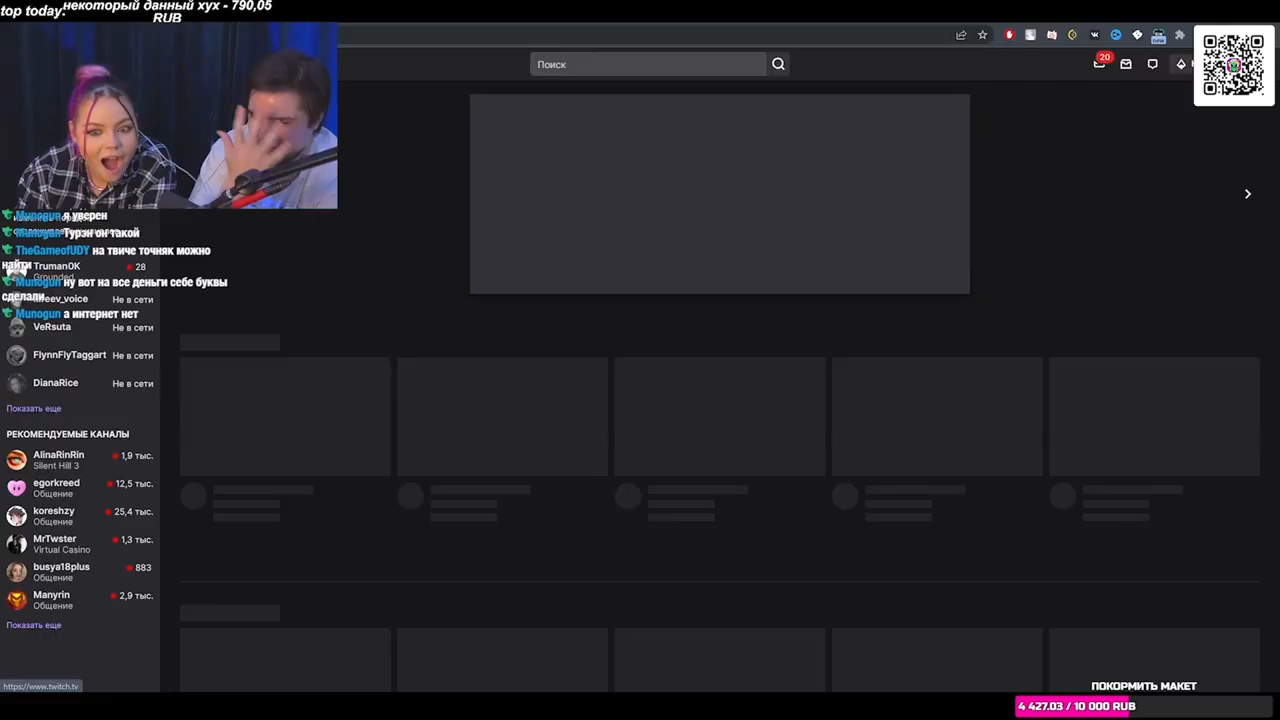 top today:
некоторый данный хух - 790,05
RUB
Поиск
20
Munogun я уверен
Munogun Турэн он такой
TheGameofUDY на твиче точняк можно
найти
TrumanOK 28
Grounded
Munogun ну вот на все деньги себе буквы
сделали
_voice Не в сети
Munogun а интернет нет
VeRsuta Не в сети
FlynnFlyTaggart Не в сети
DianaRice Не в сети
Показать еще
РЕКОМЕНДУЕМЫЕ КАНАЛЫ
AlinaRinRin 1,9 тыс.
Silent Hill 3
egorkreed 12,5 тыс.
Общение
koreshzy 25,4 тыс.
Общение
MrTwster 1,3 тыс.
Virtual Casino
busya18plus 883
Общение
Manyrin 2,9 тыс.
Общение
Показать еще
https://www.twitch.tv
ПОКОРМИТЬ МАКЕТ
4 427.03 / 10 000 RUB